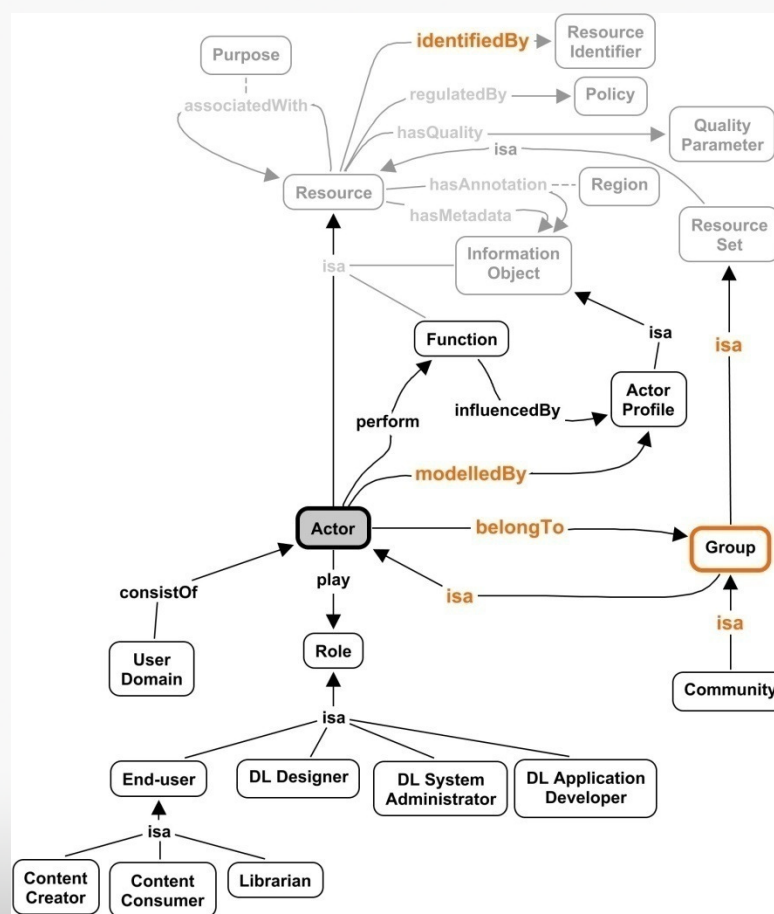 identifiedBy
Resource
Identifier
Purpose
associatedWith
regulatedBy
Policy
hasQuality
Quality
Parameter
isa
Resource
hasAnnotation
Region
hasMetadata
Resource
Set
isa
Information
Object
Function
isa
isa
influencedBy
Actor
Profile
perform
modelledBy
Actor
belongTo
Group
consistOf
play
isa
isa
User
Domain
Role
Community
isa
End-user
DL Designer
DL System
Administrator
DL Application
Developer
isa
Content
Creator
Content
Consumer
Librarian